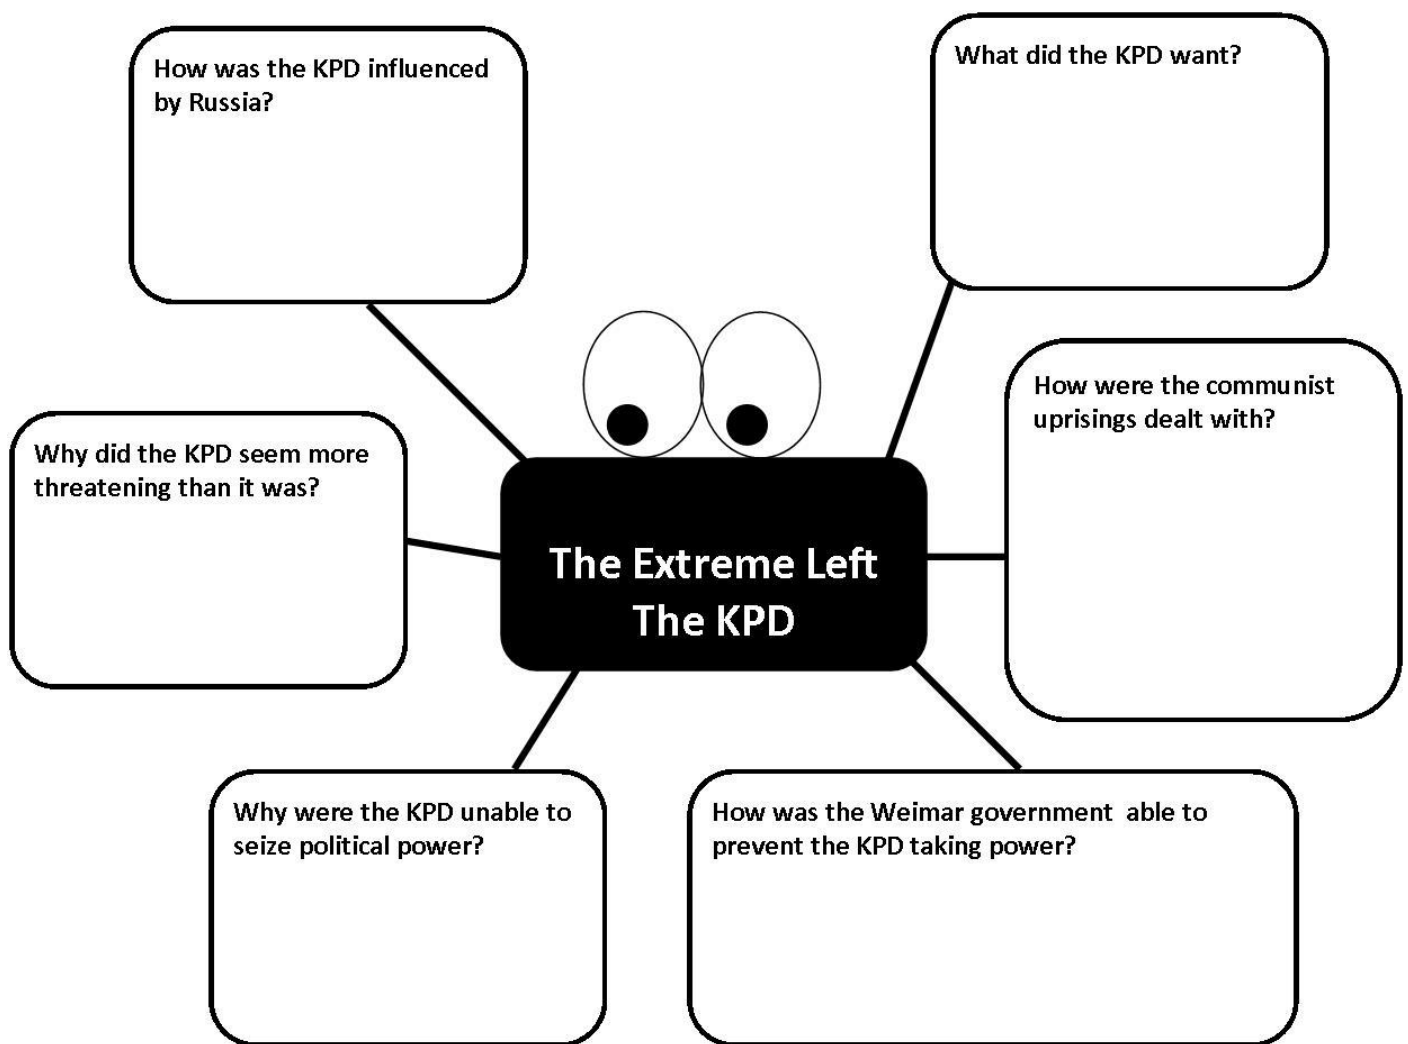 How was the KPD influenced
by Russia?
What did the KPD want?
How were the communist
uprisings dealt with?
Why did the KPD seem more
threatening than it was?
The Extreme Left
The KPD
Why were the KPD unable to
seize political power?
How was the Weimar government  able to
prevent the KPD taking power?